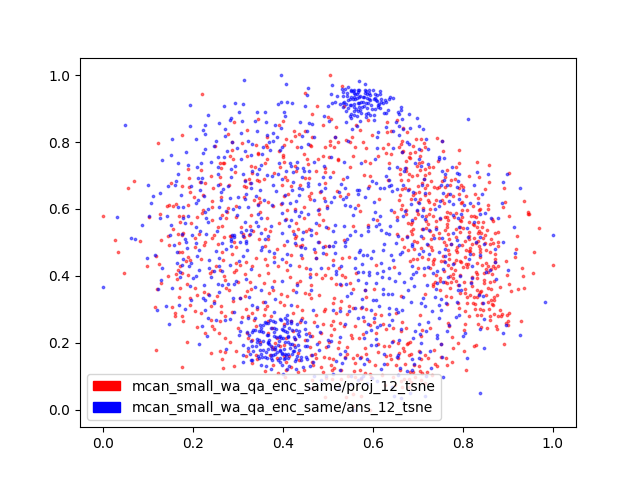 1.0
0.8
0.6
0.4
0.2
0.0
mcan_small_wa_qa_enc_same/proj_12_tsne
mcan_small_wa_qa_enc_same/ans_12_tsne
0.0 0.2 0.4 0.6 0.8 1.0